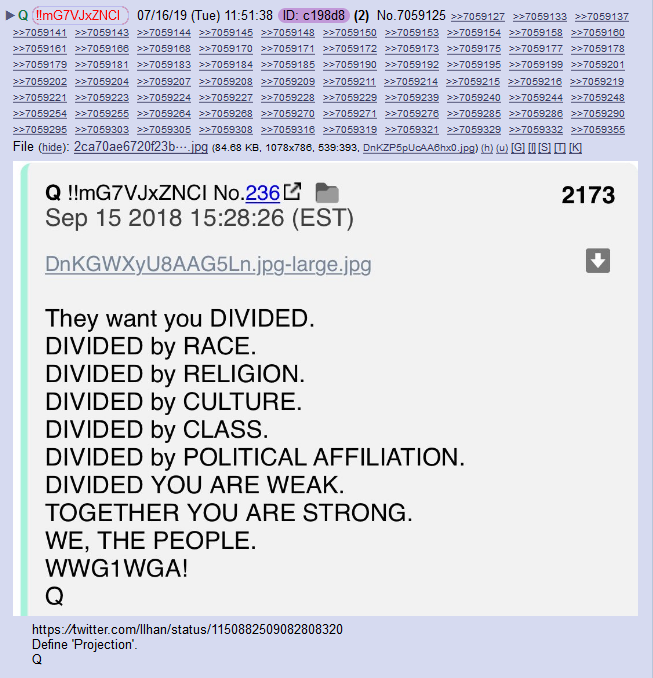 ▶ Q !!mG7VJxZNCI 07/16/19 (Tue) 11:51:38 ID: c198d8 (2) No.7059125 >>7059127 >>7059133 >>7059137
>>7059141 >>7059143 >>7059144 >>7059145 >>7059148 >>7059150 >>7059153 >>7059154 >>7059158 >>7059160
>>7059161 >>7059166 >>7059168 >>7059170 >>7059171 >>7059172 >>7059173 >>7059175 >>7059177 >>7059178
>>7059179 >>7059181 >>7059183 >>7059184 >>7059185 >>7059190 >>7059192 >>7059195 >>7059199 >>7059201
>>7059202 >>7059204 >>7059207 >>7059208 >>7059209 >>7059211 >>7059214 >>7059215 >>7059216 >>7059219
>>7059221 >>7059223 >>7059224 >>7059227 >>7059228 >>7059229 >>7059239 >>7059240 >>7059244 >>7059248
>>7059254 >>7059255 >>7059264 >>7059268 >>7059270 >>7059271 >>7059276 >>7059285 >>7059286 >>7059290
>>7059295 >>7059303 >>7059305 >>7059308 >>7059316 >>7059319 >>7059321 >>7059329 >>7059332 >>7059355
File (hide): 2ca70ae6720f23b⋯.jpg (84.68 KB, 1078x786, 539:393, DnKZP5pUcAA6hx0.jpg) (h) (u) [G] [I] [S] [T] [K]
Q !!mG7VJxZNCI No.236 2173
Sep 15 2018 15:28:26 (EST)
DnKGWXyU8AAG5Ln.jpg-large.jpg
They want you DIVIDED.
DIVIDED by RACE.
DIVIDED by RELIGION.
DIVIDED by CULTURE.
DIVIDED by CLASS.
DIVIDED by POLITICAL AFFILIATION.
DIVIDED YOU ARE WEAK.
TOGETHER YOU ARE STRONG.
WE, THE PEOPLE.
WWG1WGA!
Q
https://twitter.com/Ilhan/status/1150882509082808320
Define 'Projection'.
Q